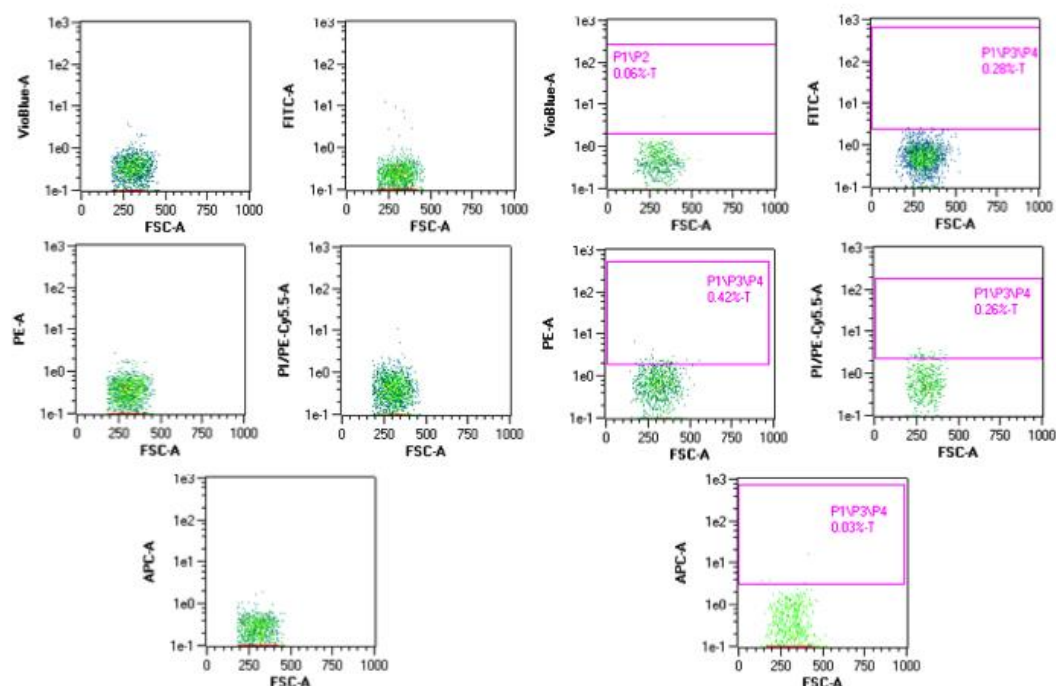 1e3
1e2
1e1
1e0
1e-1
VioBlue-A
0 250 500 750 1000
FSC-A
1e3
1e2
1e1
1e0
1e-1
FITC-A
0 250 500 750 1000
FSC-A
1e3
1e2
1e1
1e0
1e-1
VioBlue-A
P1\P2
0.06%-T
0 250 500 750 1000
FSC-A
1e3
1e2
1e1
1e0
1e-1
FITC-A
P1\P3\P4
0.28%-T
0 250 500 750 1000
FSC-A
1e3
1e2
1e1
1e0
1e-1
PE-A
0 250 500 750 1000
FSC-A
1e3
1e2
1e1
1e0
1e-1
PI/PE-Cy5.5-A
0 250 500 750 1000
FSC-A
1e3
1e2
1e1
1e0
1e-1
PE-A
P1\P3\P4
0.42%-T
0 250 500 750 1000
FSC-A
1e3
1e2
1e1
1e0
1e-1
PI/PE-Cy5.5-A
P1\P3\P4
0.26%-T
0 250 500 750 1000
FSC-A
1e3
1e2
1e1
1e0
1e-1
APC-A
0 250 500 750 1000
FSC-A
1e3
1e2
1e1
1e0
1e-1
APC-A
P1\P3\P4
0.03%-T
0 250 500 750 1000
FSC-A